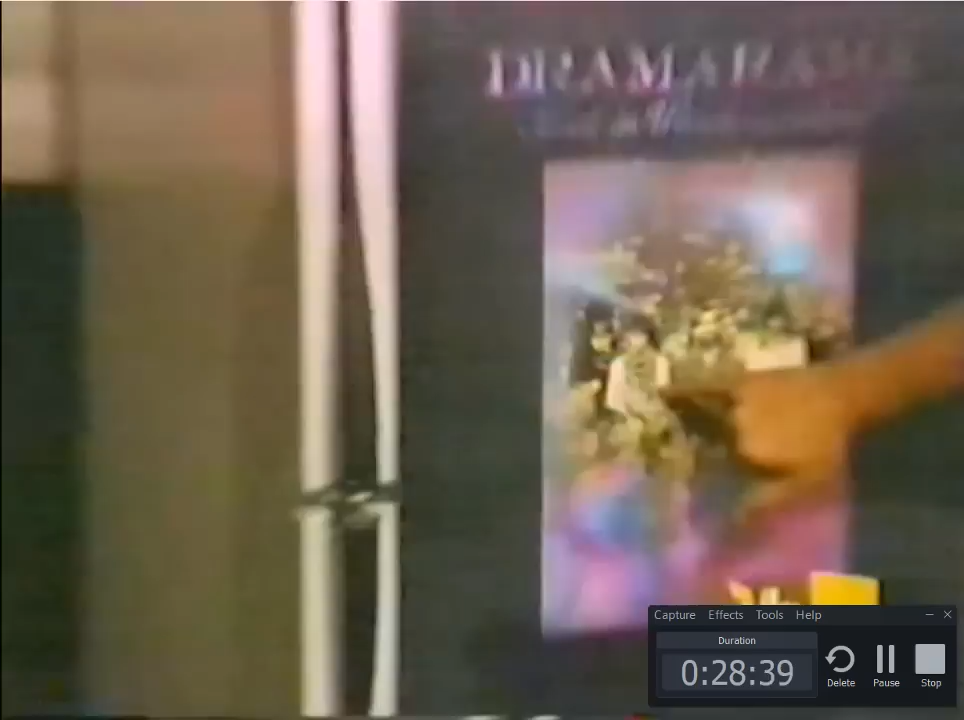 DRAMARAMA
Capture Effects Tools Help
Duration
0:28:39
Delete Pause Stop